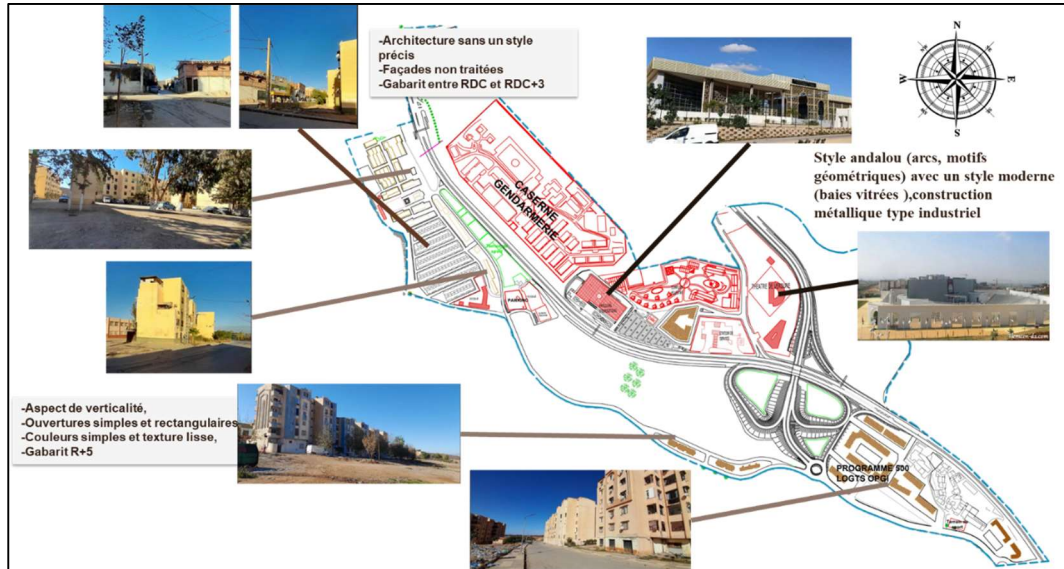 -Architecture sans un style
précis
-Façades non traitées
-Gabarit entre RDC et RDC+3
N
W
E
S
Style andalou (arcs, motifs
géométriques) avec un style moderne
(baies vitrées ),construction
métallique type industriel
CASERNE
GENDARMERIE
PARKING
-Aspect de verticalité,
-Ouvertures simples et rectangulaires
-Couleurs simples et texture lisse,
-Gabarit R+5
PROGRAMME 500
LOGTS OPGI